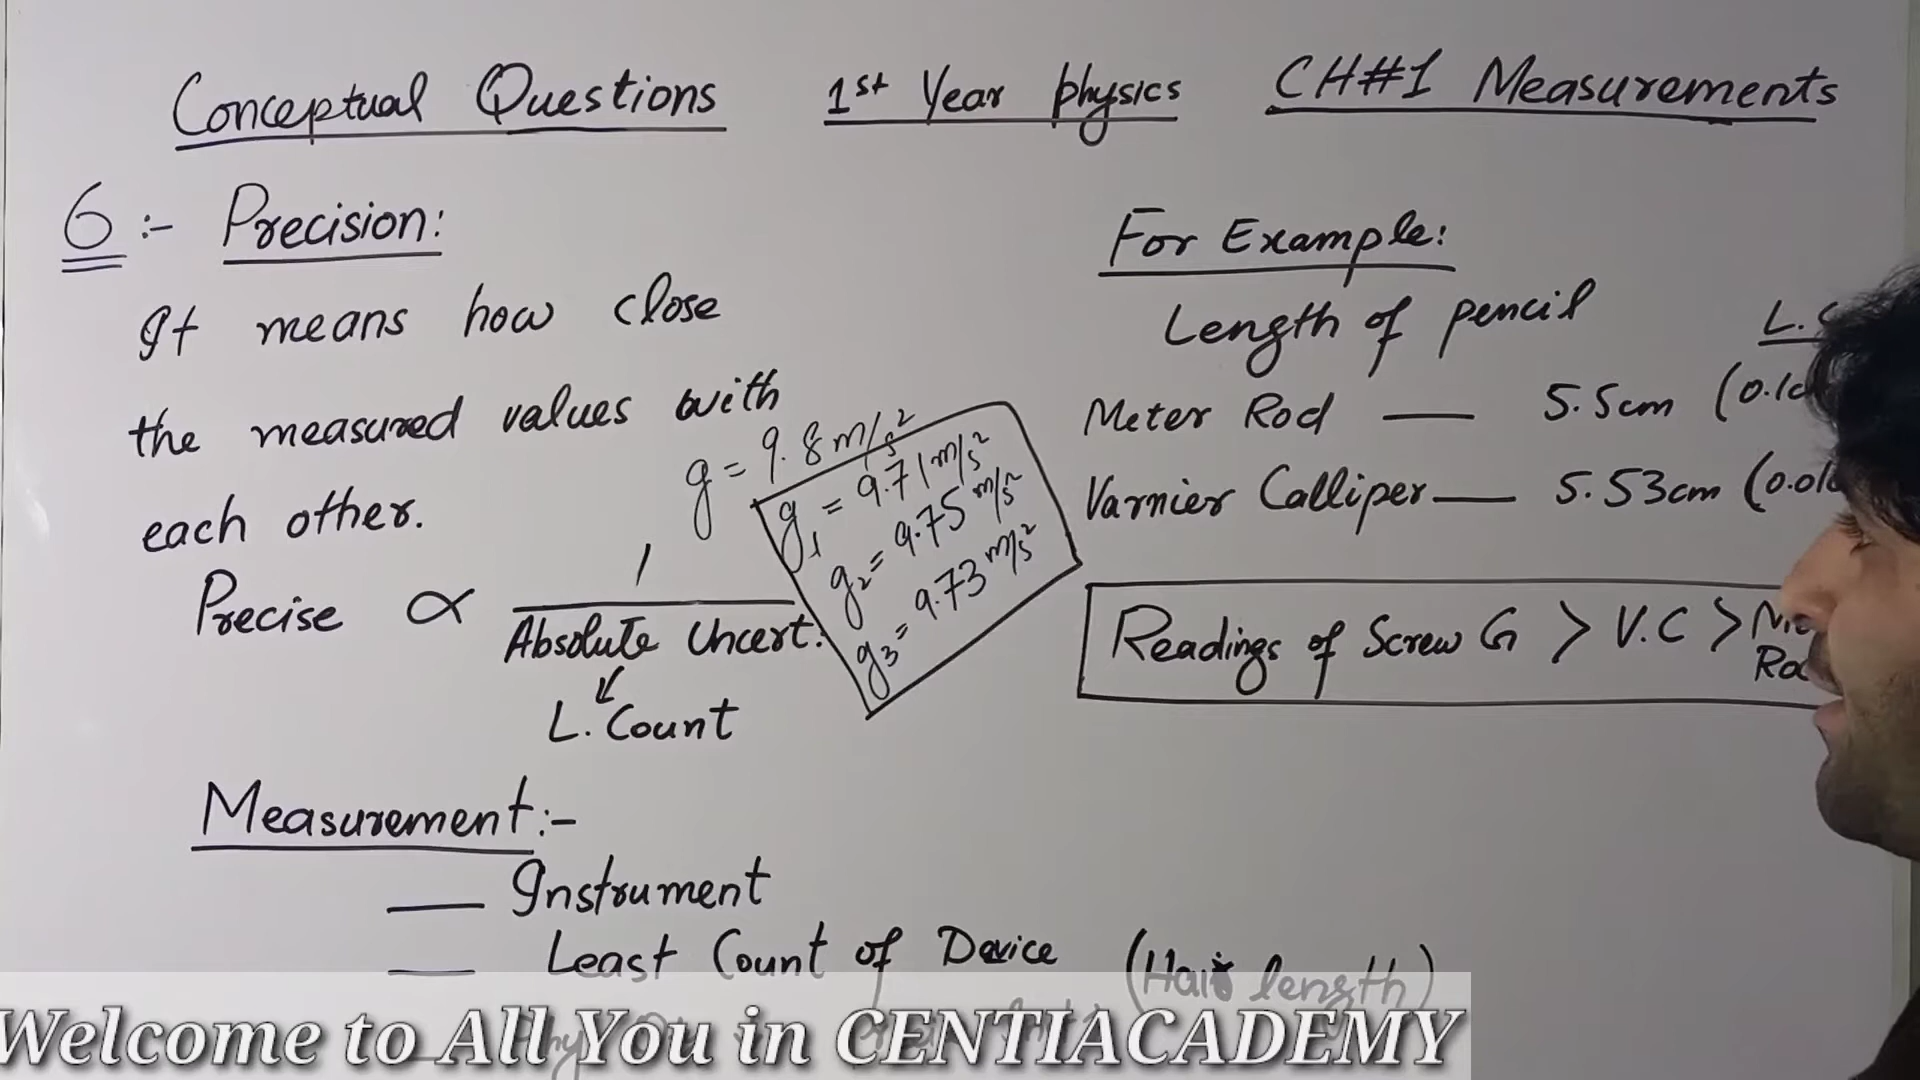 Conceptual Questions 1st Year physics CH#1 Measurements
6:- Precision:
It means how close
the measured values with
each other.
g = 9.8 m/s²
g₁ = 9.71 m/s²
g₂ = 9.75 m/s²
g₃ = 9.73 m/s²
Precise ∝ 1
Absolute Uncert.
L. Count
Measurement:-
— Instrument
— Least Count of Device (Hair length)
For Example:
Length of pencil
Meter Rod — 5.5cm
Varnier Calliper — 5.53cm
Readings of Screw G > V.C >
Welcome to All You in CENTIACADEMY